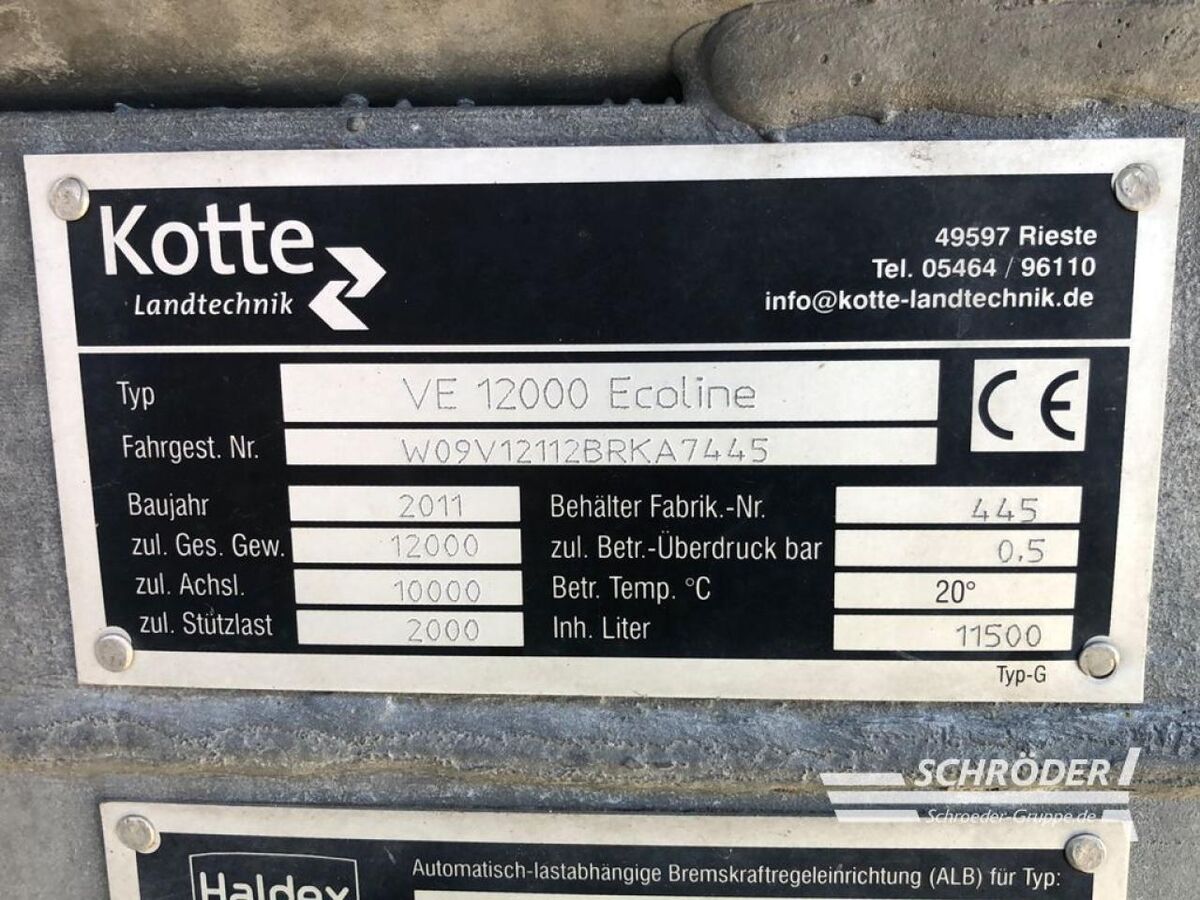 Kotte
Landtechnik
49597 Rieste
Tel. 05464 / 96110
info@kotte-landtechnik.de
Typ VE 12000 Ecoline
CE
Fahrgest. Nr. W09V12112BRKA7445
Baujahr 2011 Behälter Fabrik.-Nr. 445
zul. Ges. Gew. 12000 zul. Betr.-Überdruck bar 0.5
zul. Achsl. 10000 Betr. Temp. °C 20°
zul. Stützlast 2000 Inh. Liter 11500
Typ-G
SCHRÖDER
Schroeder-Gruppe.de
Haldex
Automatisch-lastabhängige Bremskraftregeleinrichtung (ALB) für Typ: